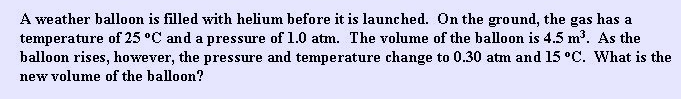 A weather balloon is filled with helium before it is launched.  On the ground, the gas has a
temperature of 25 °C and a pressure of 1.0 atm.  The volume of the balloon is 4.5 m³.  As the
balloon rises, however, the pressure and temperature change to 0.30 atm and 15 °C.  What is the
new volume of the balloon?